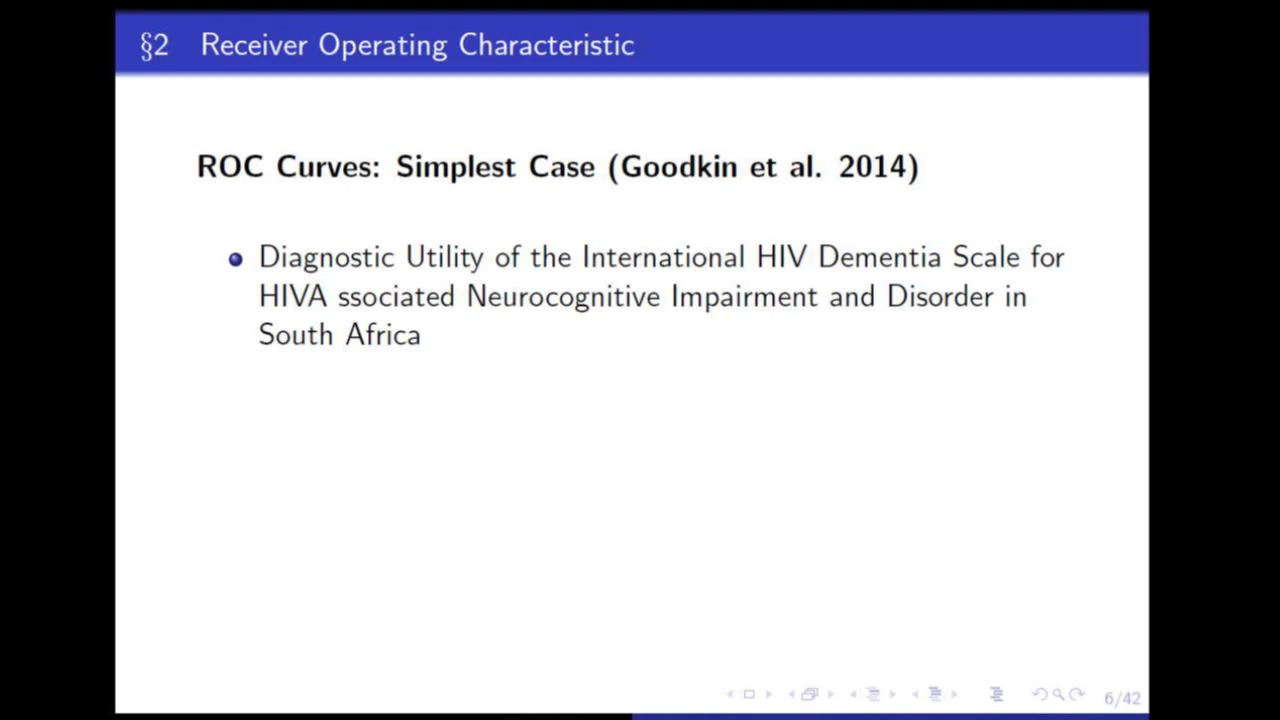 §2 Receiver Operating Characteristic
ROC Curves: Simplest Case (Goodkin et al. 2014)
Diagnostic Utility of the International HIV Dementia Scale for
HIVA ssociated Neurocognitive Impairment and Disorder in
South Africa
6/42